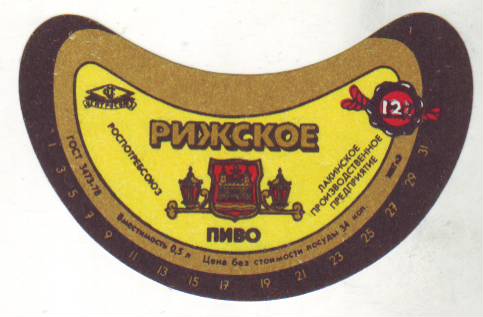 РИЖСКОЕ
12%
РОСПОТРЕБСОЮЗ
ЛАКИНСКОЕ
ПРОИЗВОДСТВЕННОЕ
ПРЕДПРИЯТИЕ
ПИВО
ГОСТ 3473-78
Вместимость 0,5 л Цена без стоимости посуды 34 коп.
1 3 5 7 9 11 13 15 17 19 21 23 25 27 29 31